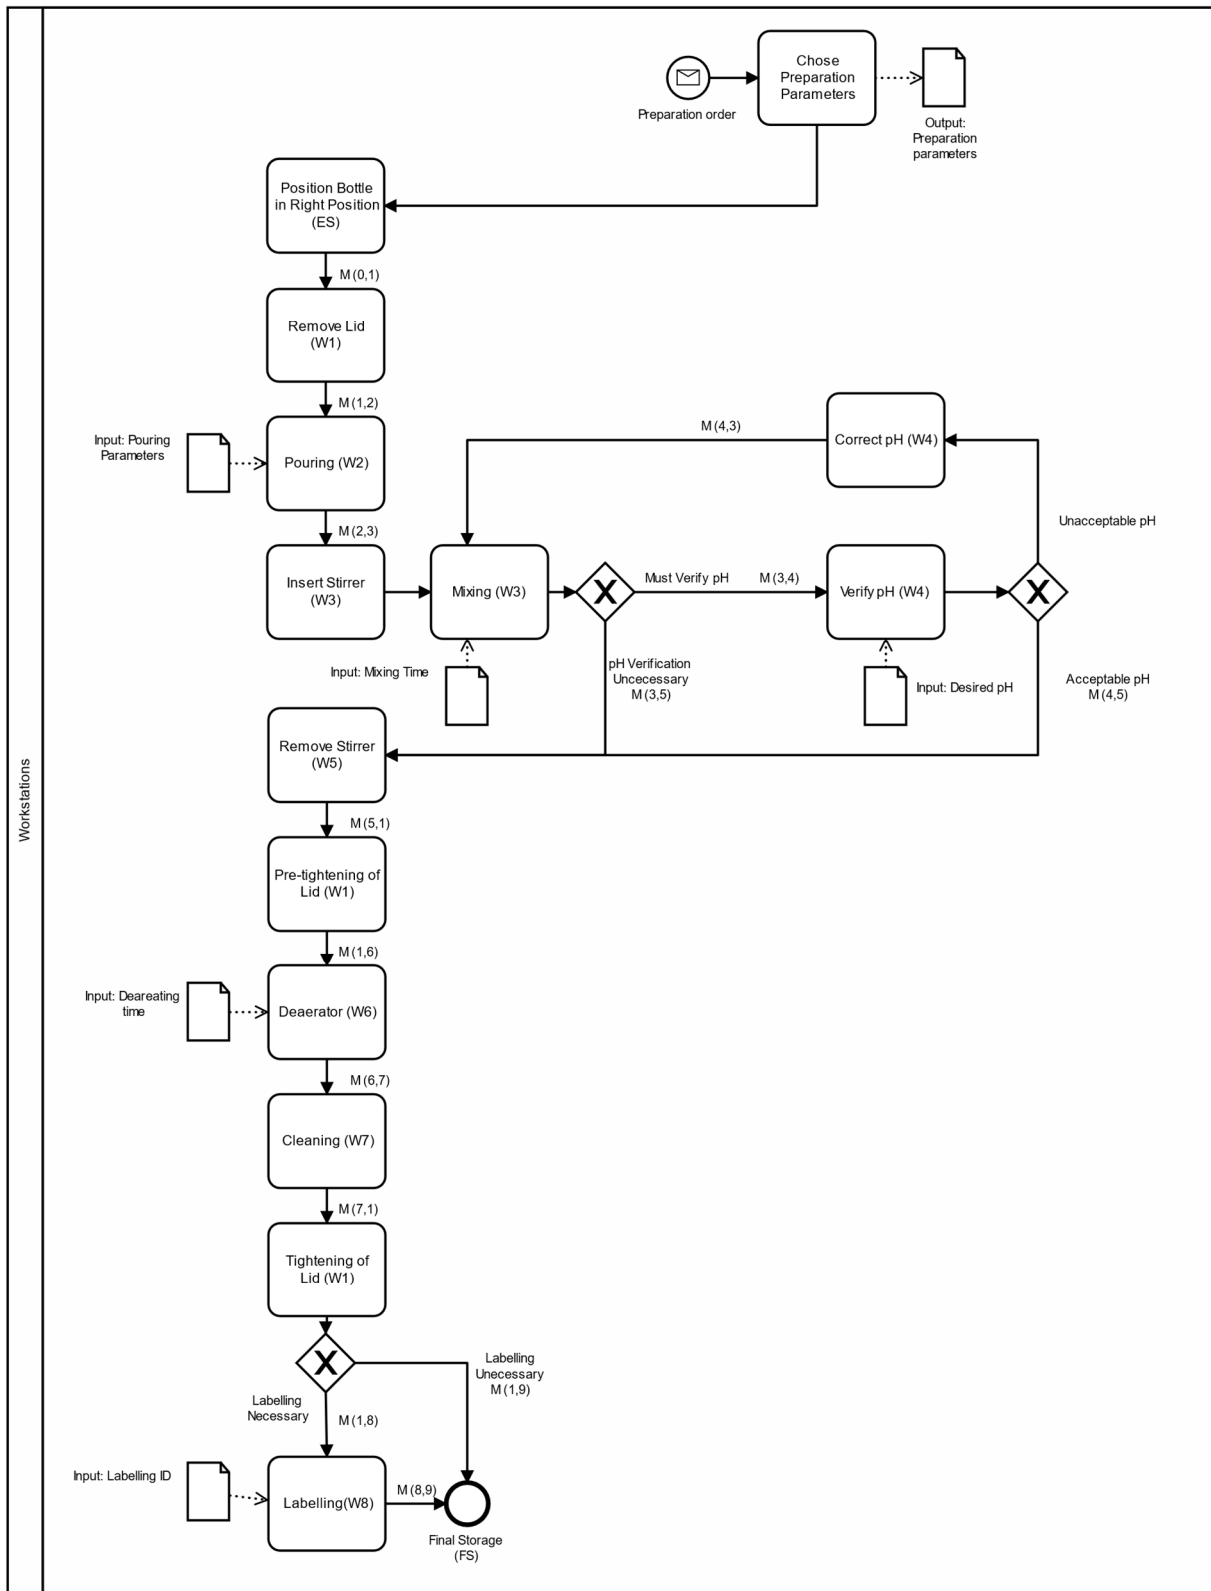 Workstations
Preparation order
Chose
Preparation
Parameters
Output:
Preparation
parameters
Position Bottle
in Right Position
(ES)
M (0,1)
Remove Lid
(W1)
M (1,2)
Input: Pouring
Parameters
Pouring (W2)
M (2,3)
Insert Stirrer
(W3)
Mixing (W3)
Input: Mixing Time
Must Verify pH
M (3,4)
Verify pH (W4)
Input: Desired pH
Unacceptable pH
Correct pH (W4)
M (4,3)
pH Verification
Uncecessary
M (3,5)
Acceptable pH
M (4,5)
Remove Stirrer
(W5)
M (5,1)
Pre-tightening of
Lid (W1)
M (1,6)
Input: Deareating
time
Deaerator (W6)
M (6,7)
Cleaning (W7)
M (7,1)
Tightening of
Lid (W1)
Labelling
Unecessary
M (1,9)
Labelling
Necessary
M (1,8)
Input: Labelling ID
Labelling(W8)
M (8,9)
Final Storage
(FS)